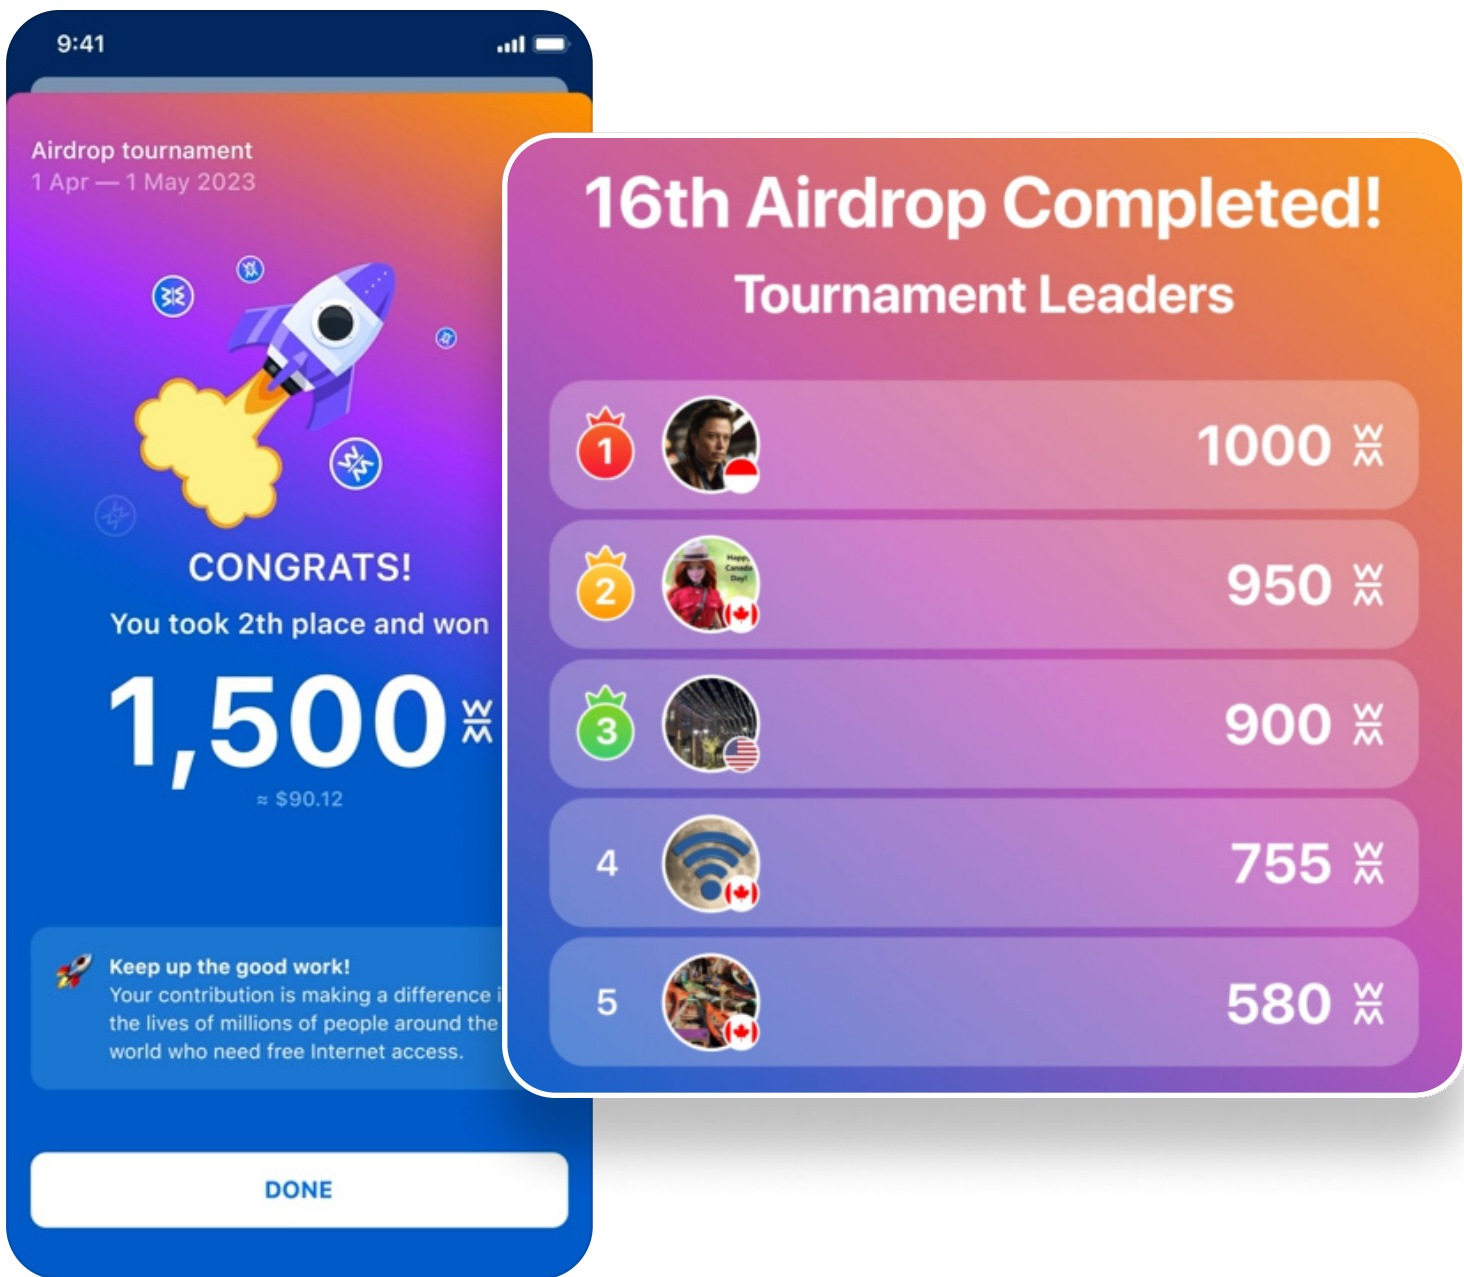 9:41
Airdrop tournament
1 Apr — 1 May 2023
CONGRATS!
You took 2th place and won
1,500
≈ $90.12
Keep up the good work!
Your contribution is making a difference i
the lives of millions of people around the
world who need free Internet access.
DONE
16th Airdrop Completed!
Tournament Leaders
1 1000
2 950
Happy
Canada
Day!
3 900
4 755
5 580